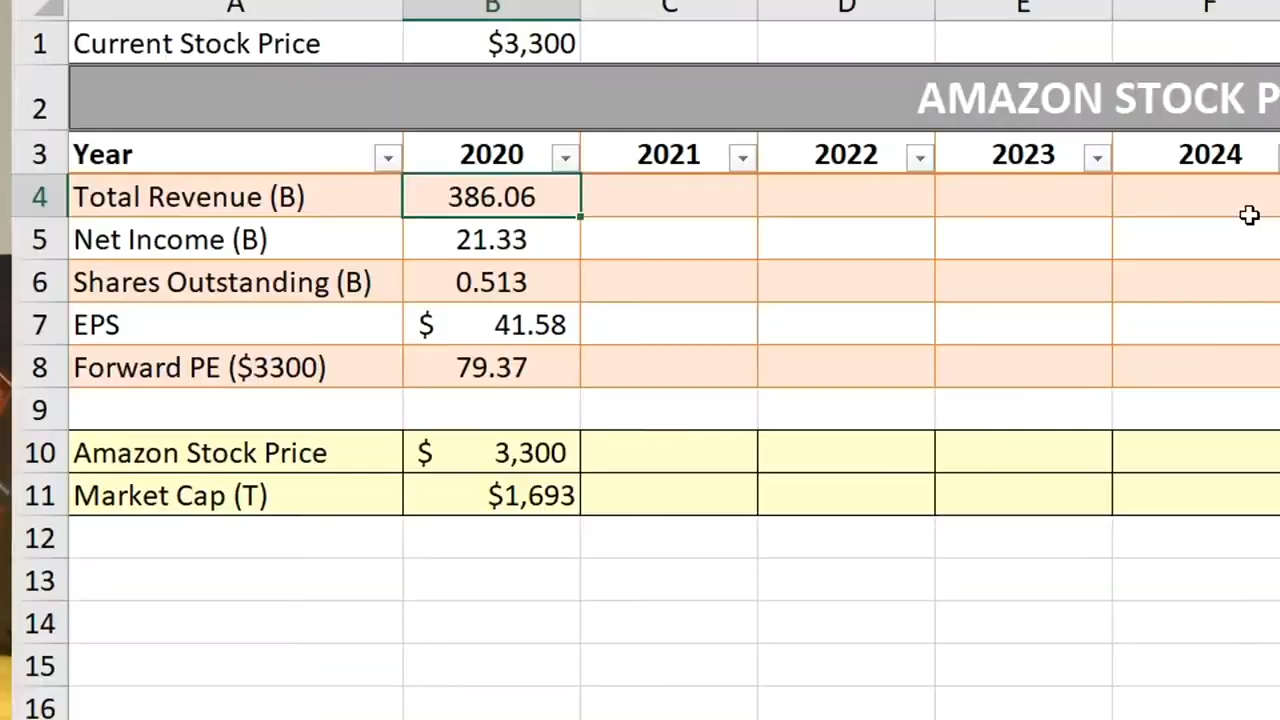 A B C D E F
1 Current Stock Price $3,300
2 AMAZON STOCK P
3 Year 2020 2021 2022 2023 2024
4 Total Revenue (B) 386.06
5 Net Income (B) 21.33
6 Shares Outstanding (B) 0.513
7 EPS $ 41.58
8 Forward PE ($3300) 79.37
9
10 Amazon Stock Price $ 3,300
11 Market Cap (T) $1,693
12
13
14
15
16